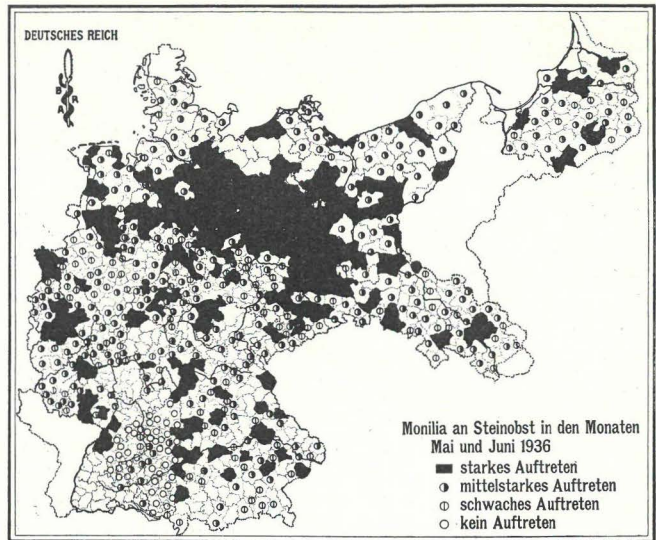 DEUTSCHES REICH
B R
A
Monilia an Steinobst in den Monaten
Mai und Juni 1936
starkes Auftreten
mittelstarkes Auftreten
schwaches Auftreten
kein Auftreten